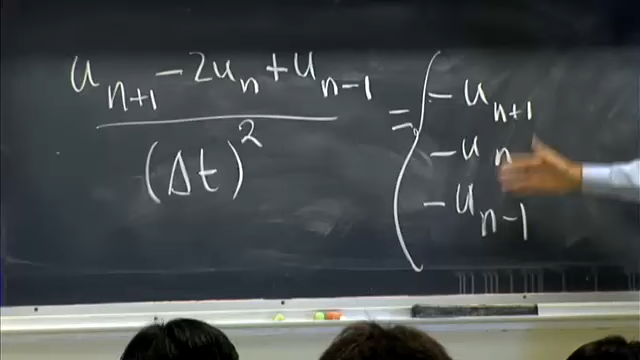 u_{n+1} - 2u_n + u_{n-1}
(Δt)^2
= ( - u_{n+1}
- u_n
- u_{n-1}